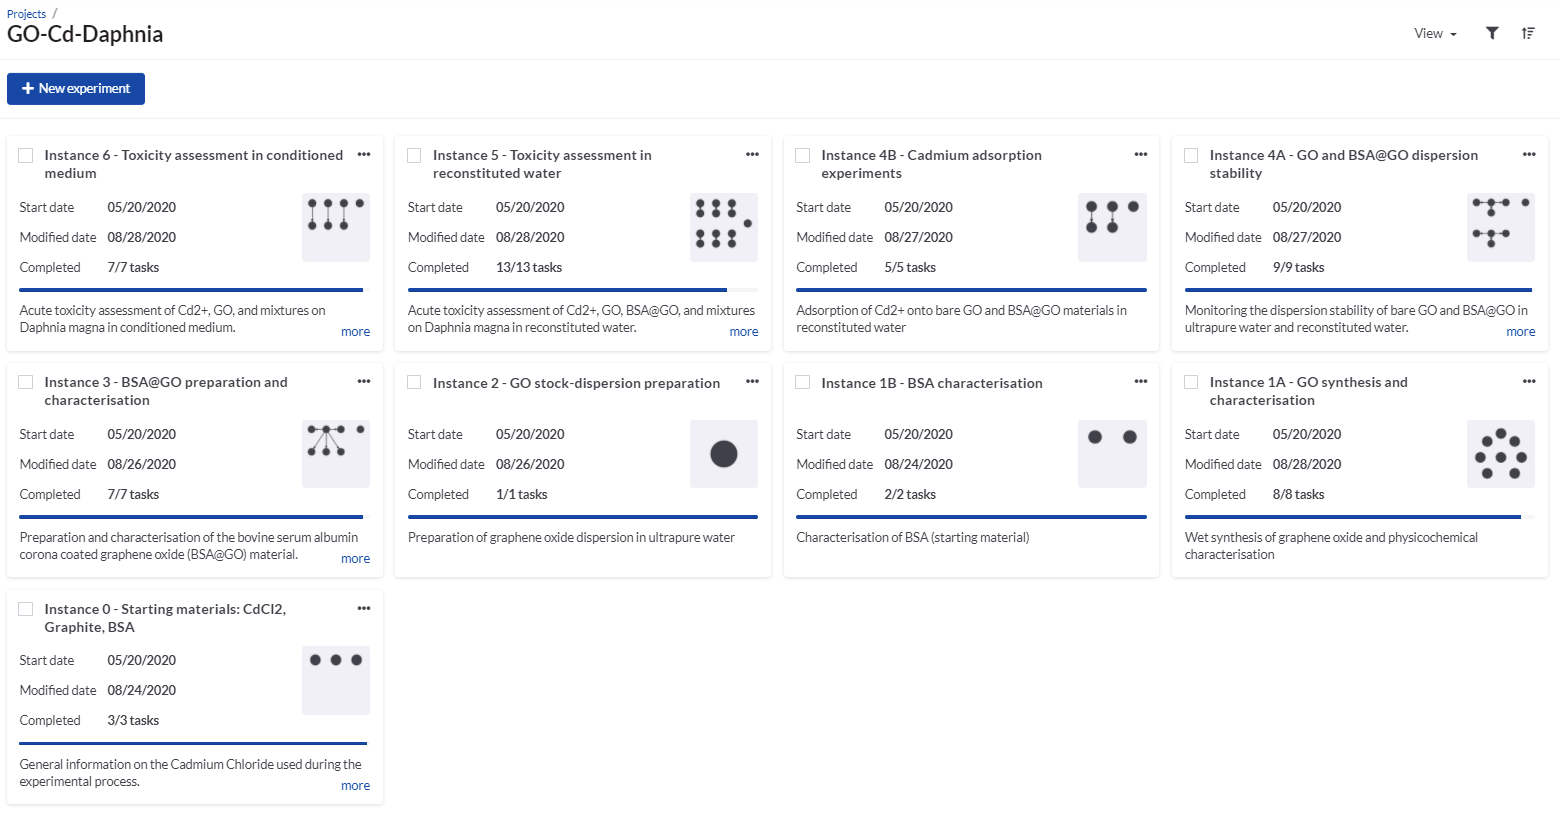 Projects /
GO-Cd-Daphnia
View
+ New experiment
Instance 6 - Toxicity assessment in conditioned
medium
Start date 05/20/2020
Modified date 08/28/2020
Completed 7/7 tasks
Acute toxicity assessment of Cd2+, GO, and mixtures on
Daphnia magna in conditioned medium.
more
Instance 5 - Toxicity assessment in
reconstituted water
Start date 05/20/2020
Modified date 08/28/2020
Completed 13/13 tasks
Acute toxicity assessment of Cd2+, GO, BSA@GO, and mixtures
on Daphnia magna in reconstituted water.
more
Instance 4B - Cadmium adsorption
experiments
Start date 05/20/2020
Modified date 08/27/2020
Completed 5/5 tasks
Adsorption of Cd2+ onto bare GO and BSA@GO materials in
reconstituted water
Instance 4A - GO and BSA@GO dispersion
stability
Start date 05/20/2020
Modified date 08/27/2020
Completed 9/9 tasks
Monitoring the dispersion stability of bare GO and BSA@GO in
ultrapure water and reconstituted water.
more
Instance 3 - BSA@GO preparation and
characterisation
Start date 05/20/2020
Modified date 08/26/2020
Completed 7/7 tasks
Preparation and characterisation of the bovine serum albumin
corona coated graphene oxide (BSA@GO) material.
more
Instance 2 - GO stock-dispersion preparation
Start date 05/20/2020
Modified date 08/26/2020
Completed 1/1 tasks
Preparation of graphene oxide dispersion in ultrapure water
Instance 1B - BSA characterisation
Start date 05/20/2020
Modified date 08/24/2020
Completed 2/2 tasks
Characterisation of BSA (starting material)
Instance 1A - GO synthesis and
characterisation
Start date 05/20/2020
Modified date 08/28/2020
Completed 8/8 tasks
Wet synthesis of graphene oxide and physicochemical
characterisation
Instance 0 - Starting materials: CdCl2,
Graphite, BSA
Start date 05/20/2020
Modified date 08/24/2020
Completed 3/3 tasks
General information on the Cadmium Chloride used during the
experimental process.
more